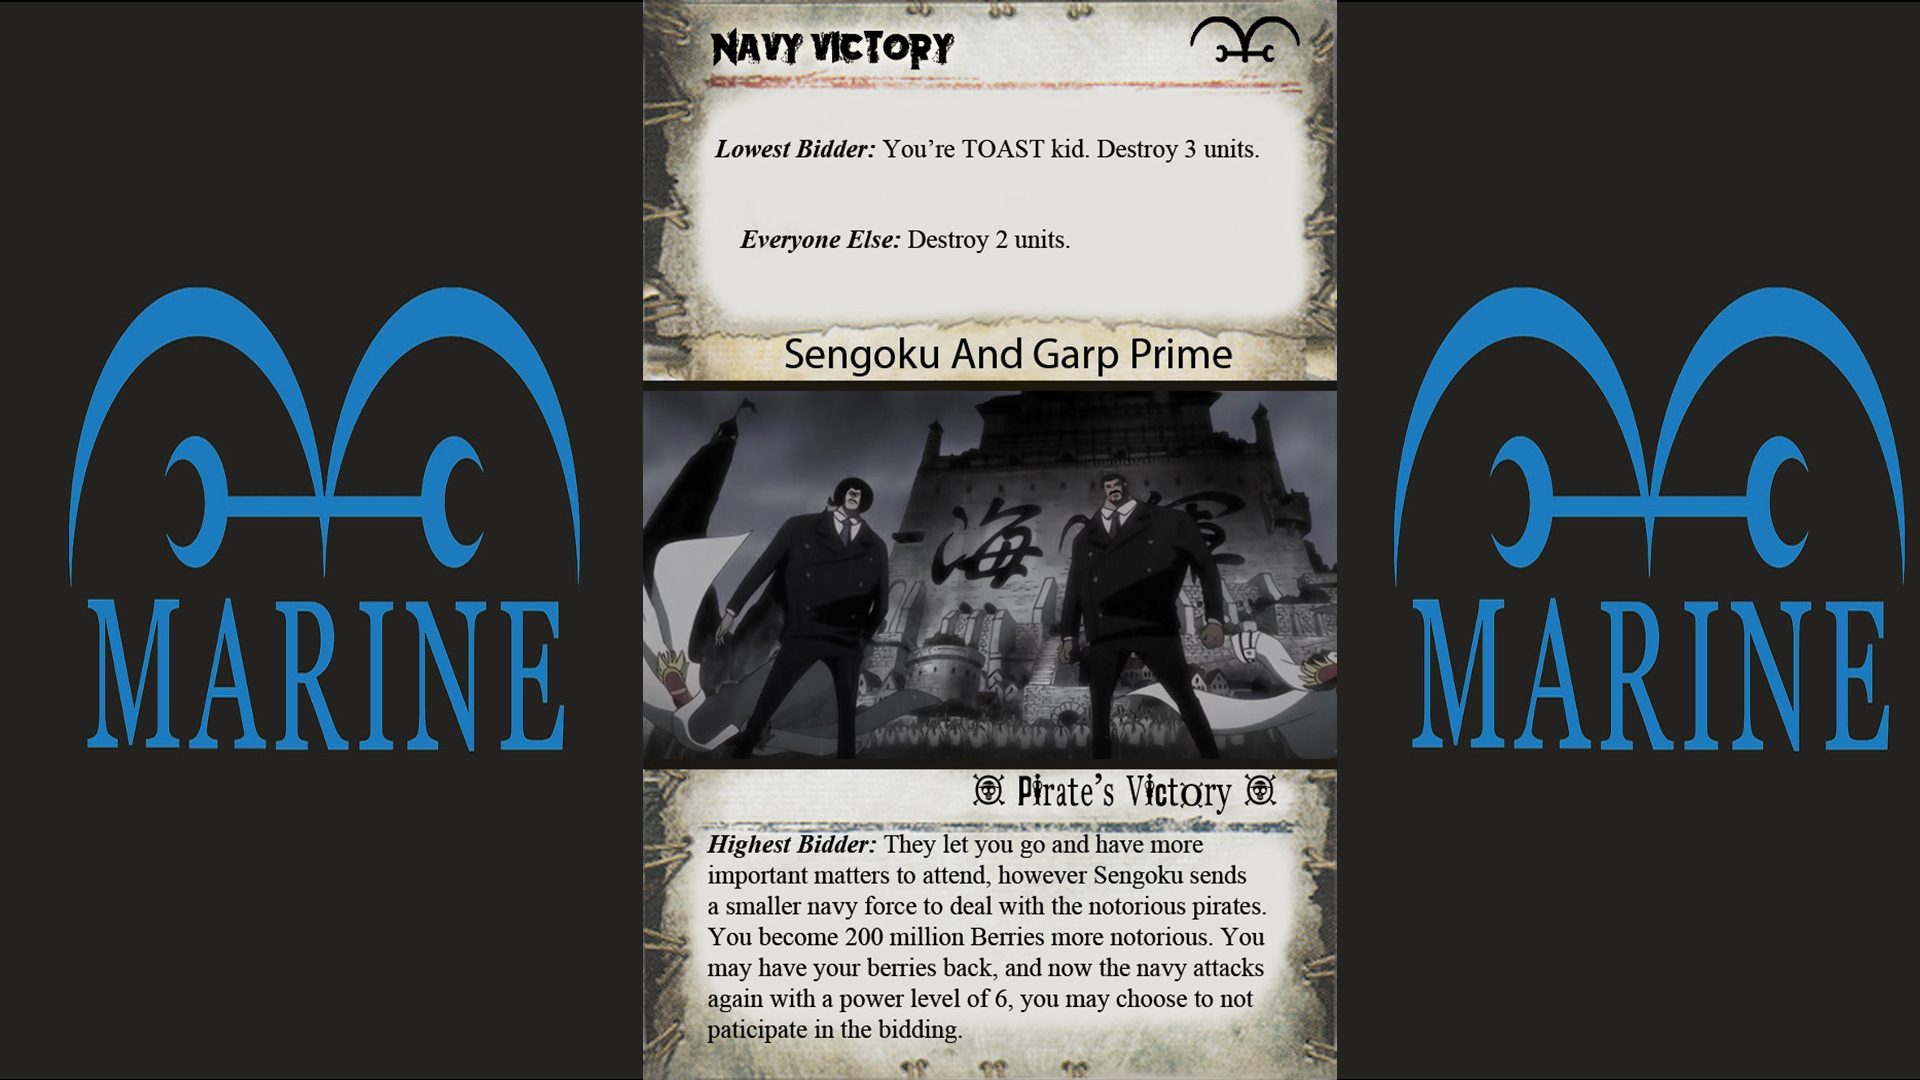 NAVY VICTORY
Lowest Bidder: You’re TOAST kid. Destroy 3 units.
Everyone Else: Destroy 2 units.
Sengoku And Garp Prime
海軍
MARINE
MARINE
Pirate’s Victory
Highest Bidder: They let you go and have more
important matters to attend, however Sengoku sends
a smaller navy force to deal with the notorious pirates.
You become 200 million Berries more notorious. You
may have your berries back, and now the navy attacks
again with a power level of 6, you may choose to not
paticipate in the bidding.